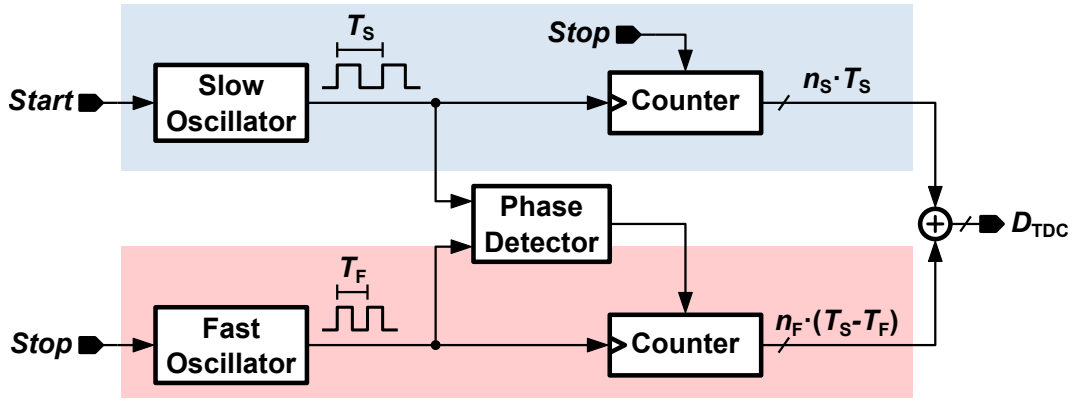 T_S
Stop
Start
Slow
Oscillator
Counter
n_S·T_S
Phase
Detector
D_TDC
T_F
Stop
Fast
Oscillator
Counter
n_F·(T_S-T_F)